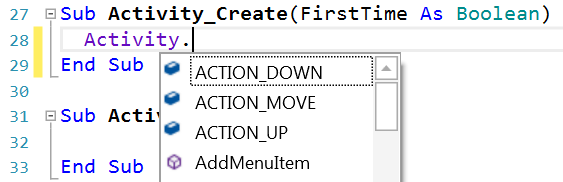 27 Sub Activity_Create(FirstTime As Boolean)
28 Activity.
29 End Sub
ACTION_DOWN
30
ACTION_MOVE
31 Sub Activ
ACTION_UP
32
33 End Sub
AddMenuItem